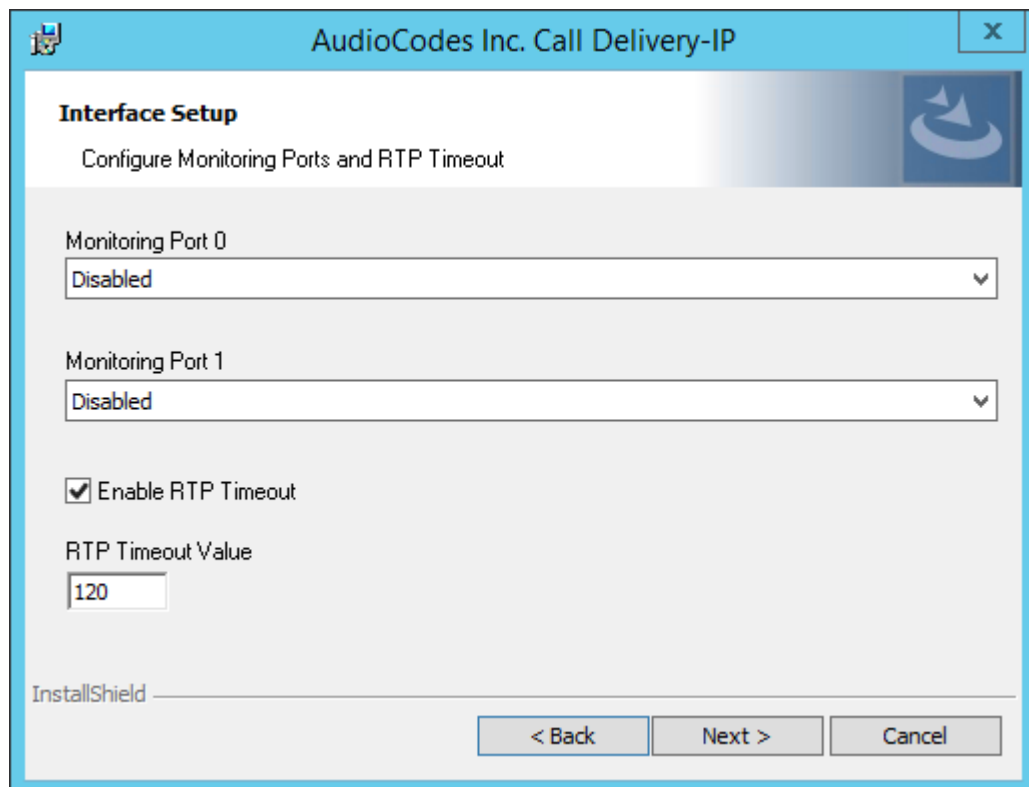 AudioCodes Inc. Call Delivery-IP
x
Interface Setup
Configure Monitoring Ports and RTP Timeout
Monitoring Port 0
Disabled
Monitoring Port 1
Disabled
Enable RTP Timeout
RTP Timeout Value
120
InstallShield
< Back Next > Cancel